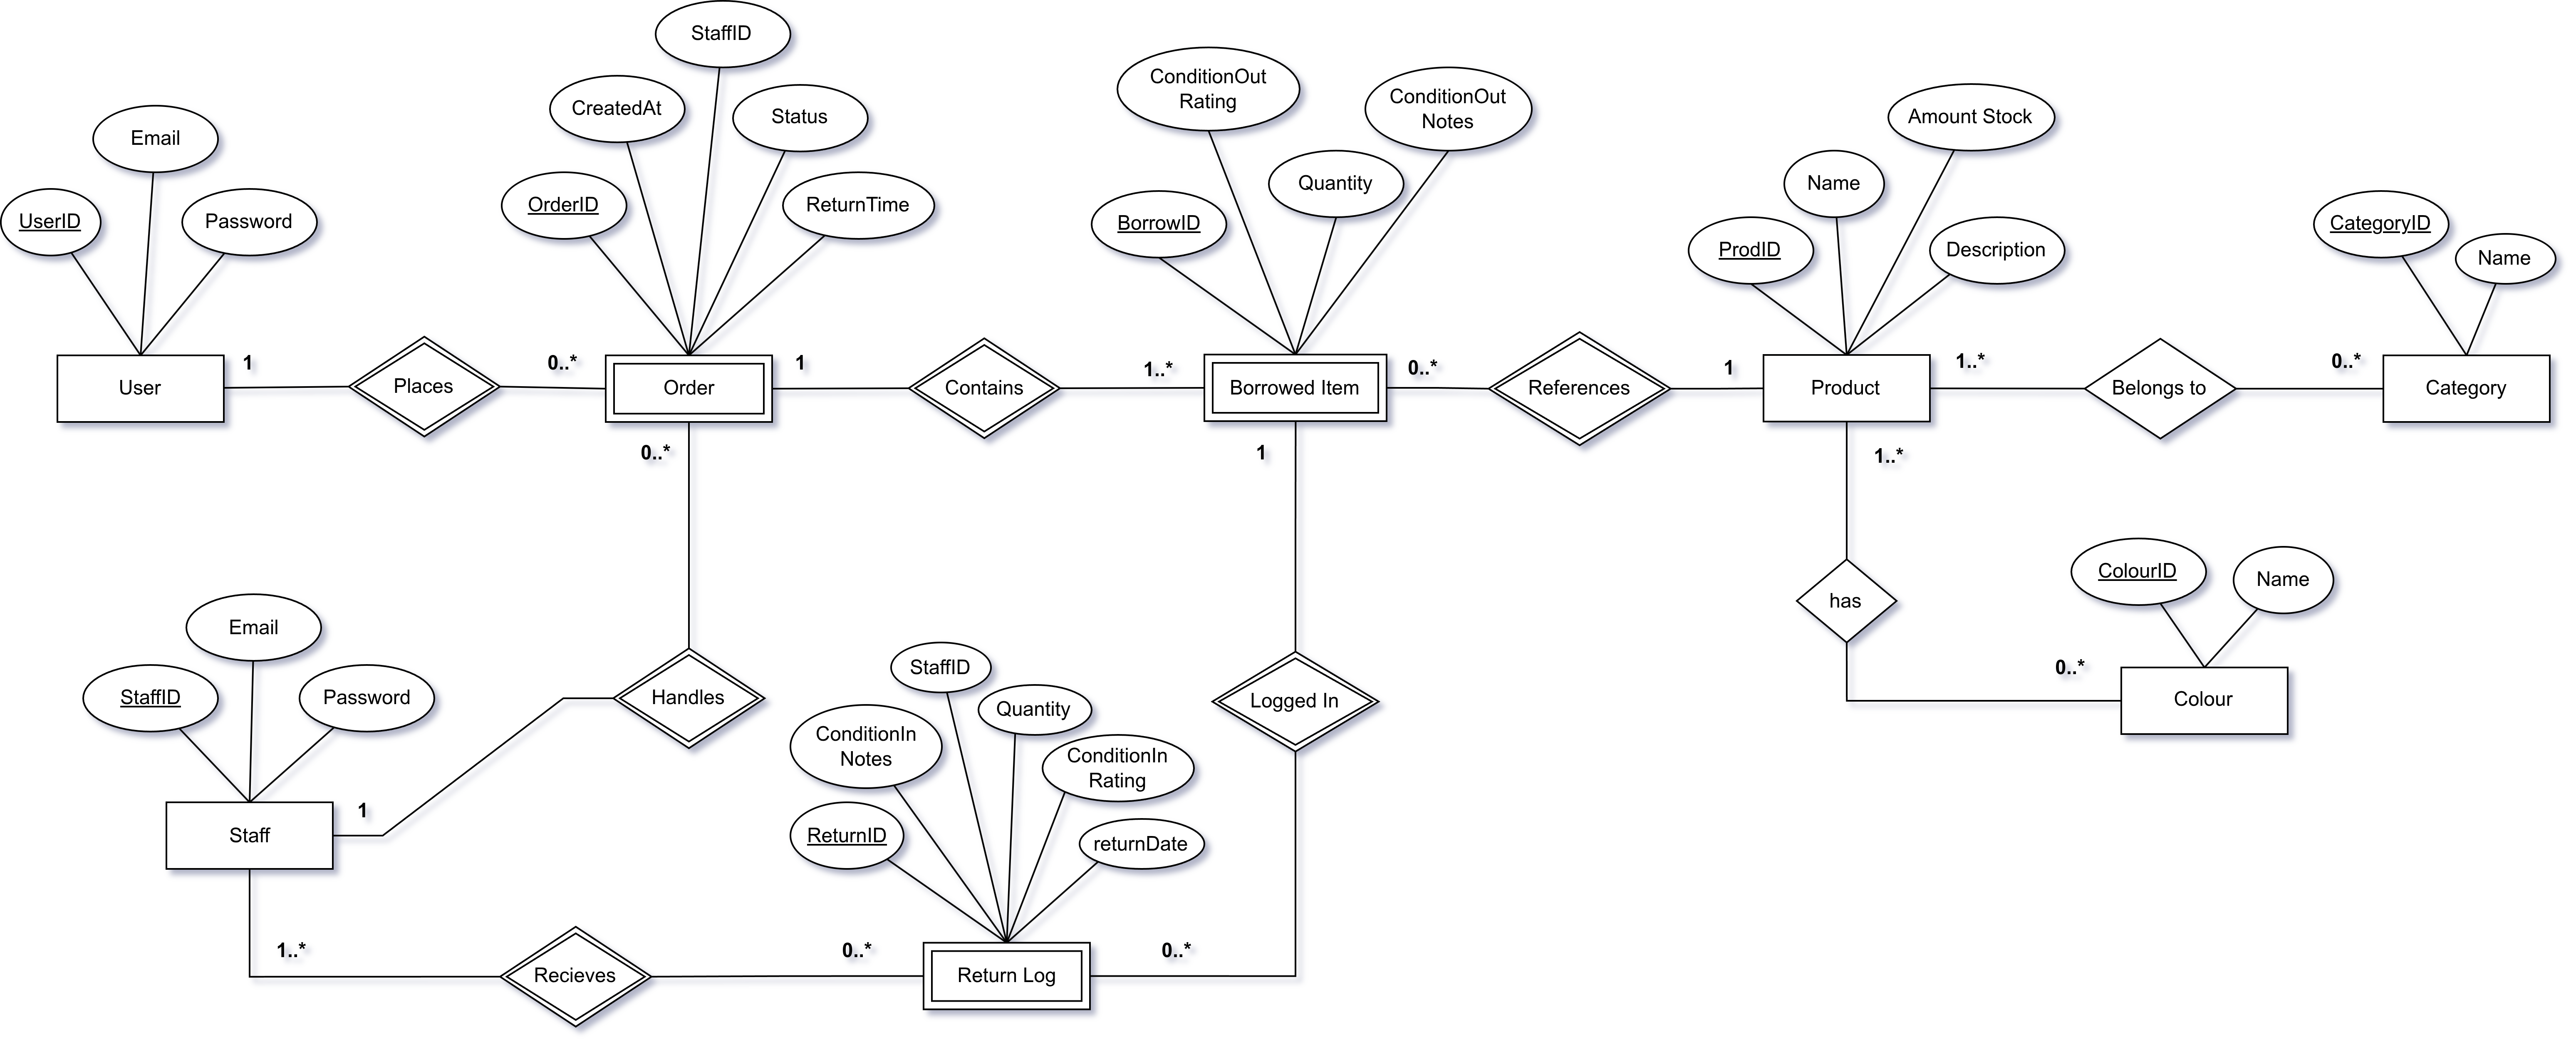 StaffID
ConditionOut
Rating
ConditionOut
Notes
CreatedAt
Status
Amount Stock
Email
Quantity
Name
UserID
Password
OrderID
ReturnTime
BorrowID
ProdID
Description
CategoryID
Name
User
1
Places
0..*
Order
1
Contains
1..*
Borrowed Item
0..*
References
1
Product
1..*
Belongs to
0..*
Category
0..*
1
1..*
has
ColourID
Name
0..*
Colour
Email
StaffID
Password
Handles
StaffID
Quantity
Logged In
ConditionIn
Notes
ConditionIn
Rating
ReturnID
returnDate
Staff
1
1..*
Recieves
0..*
Return Log
0..*